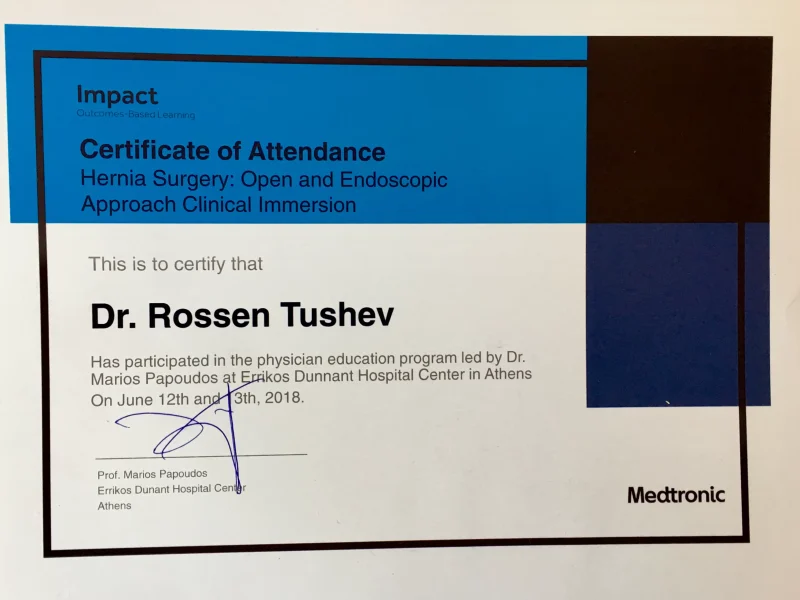 Impact
Outcomes-Based Learning
Certificate of Attendance
Hernia Surgery: Open and Endoscopic
Approach Clinical Immersion
This is to certify that
Dr. Rossen Tushev
Has participated in the physician education program led by Dr.
Marios Papoudos at Errikos Dunnant Hospital Center in Athens
On June 12th and 13th, 2018.
Prof. Marios Papoudos
Errikos Dunant Hospital Center
Athens
Medtronic